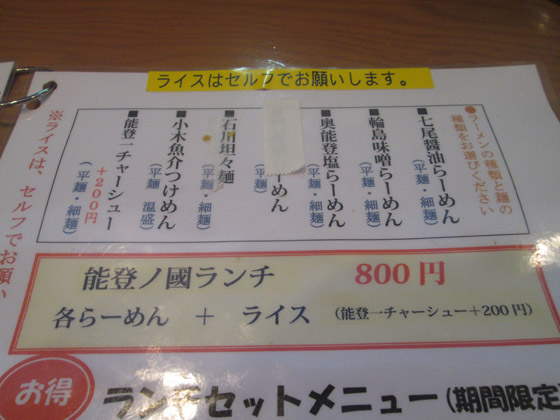 ライスはセルフでお願いします。
●ラーメンの種類と麺の
種類をお選びください
■七尾醤油らーめん
(平麺・細麺)
■輪島味噌らーめん
(平麺・細麺)
■奥能登塩らーめん
(平麺・細麺)
らーめん
(平麺・細麺)
■石川坦々麺
(平麺・細麺)
■小木魚介つけめん
(平麺 温盛)
■能登一チャーシュー
+200円
(平麺・細麺)
※ライスは、セルフでお願い
能登ノ國ランチ 800円
各らーめん + ライス (能登一チャーシュー+200円)
お得
ランチセットメニュー(期間限定